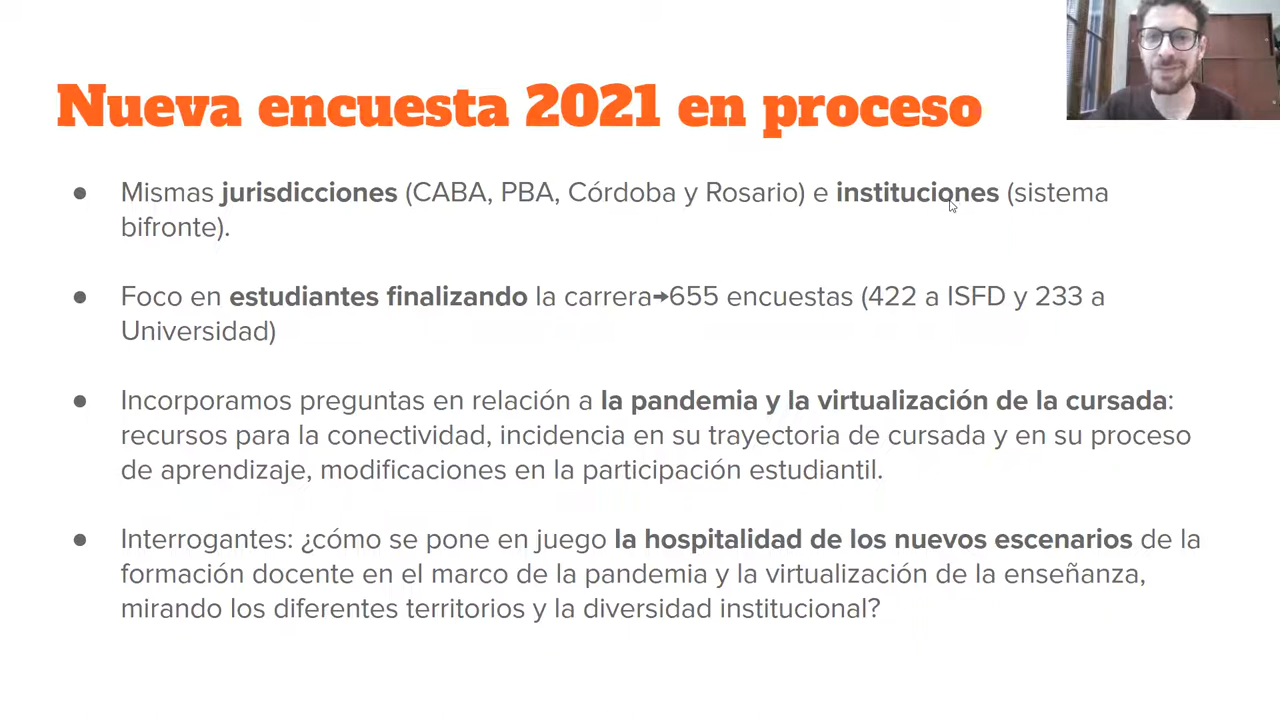 Nueva encuesta 2021 en proceso
● Mismas jurisdicciones (CABA, PBA, Córdoba y Rosario) e instituciones (sistema
bifronte).
● Foco en estudiantes finalizando la carrera→655 encuestas (422 a ISFD y 233 a
Universidad)
● Incorporamos preguntas en relación a la pandemia y la virtualización de la cursada:
recursos para la conectividad, incidencia en su trayectoria de cursada y en su proceso
de aprendizaje, modificaciones en la participación estudiantil.
● Interrogantes: ¿cómo se pone en juego la hospitalidad de los nuevos escenarios de la
formación docente en el marco de la pandemia y la virtualización de la enseñanza,
mirando los diferentes territorios y la diversidad institucional?